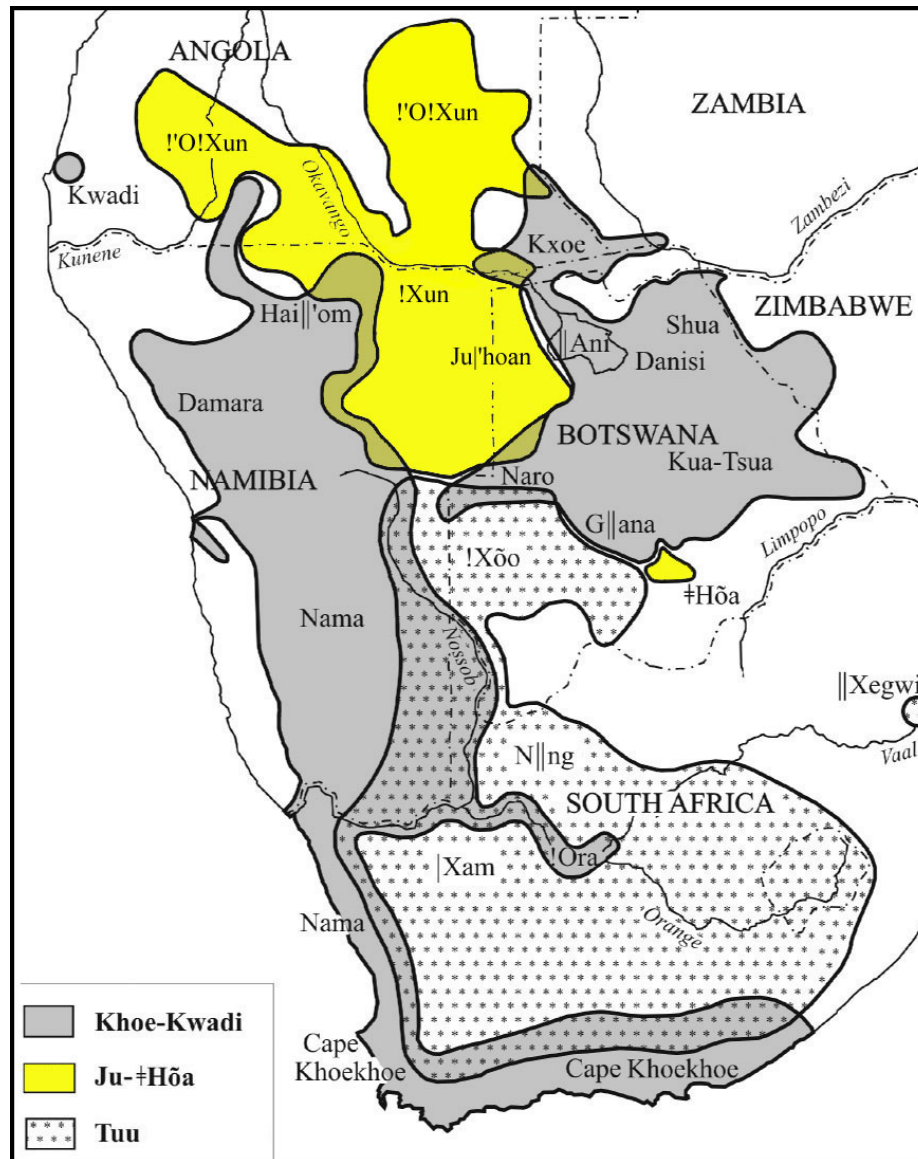 ANGOLA
ZAMBIA
!'O!Xun
!'O!Xun
Kwadi
Okavango
Zambezi
Kunene
Kxoe
!Xun
Hai‖'om
ZIMBABWE
Shua
‖Ani
Ju|'hoan
Danisi
Damara
BOTSWANA
Kua-Tsua
NAMIBIA
Naro
G‖ana
Limpopo
!Xõo
ǂHõa
Nama
Nossob
‖Xegwi
Vaal
N‖ng
SOUTH AFRICA
!Ora
|Xam
Nama
Orange
Cape
Khoekhoe
Cape Khoekhoe
Khoe-Kwadi
Ju-ǂHõa
Tuu